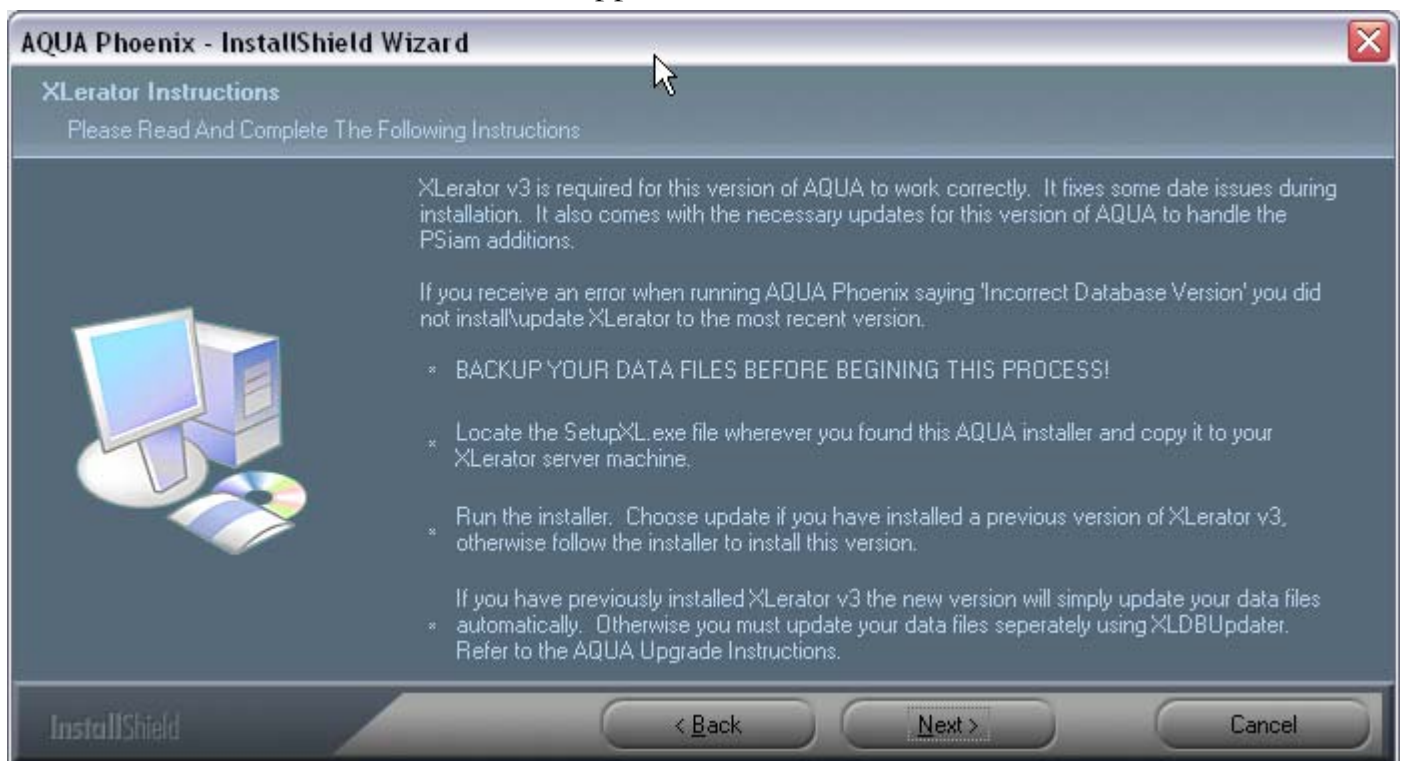 AQUA Phoenix - InstallShield Wizard
XLerator Instructions
Please Read And Complete The Following Instructions
XLerator v3 is required for this version of AQUA to work correctly.  It fixes some date issues during
installation.  It also comes with the necessary updates for this version of AQUA to handle the
PSiam additions.
If you receive an error when running AQUA Phoenix saying 'Incorrect Database Version' you did
not install\update XLerator to the most recent version.
* BACKUP YOUR DATA FILES BEFORE BEGINING THIS PROCESS!
* Locate the SetupXL.exe file wherever you found this AQUA installer and copy it to your
XLerator server machine.
* Run the installer.  Choose update if you have installed a previous version of XLerator v3,
otherwise follow the installer to install this version.
If you have previously installed XLerator v3 the new version will simply update your data files
* automatically.  Otherwise you must update your data files seperately using XLDBUpdater.
Refer to the AQUA Upgrade Instructions.
InstallShield
< Back
Next >
Cancel